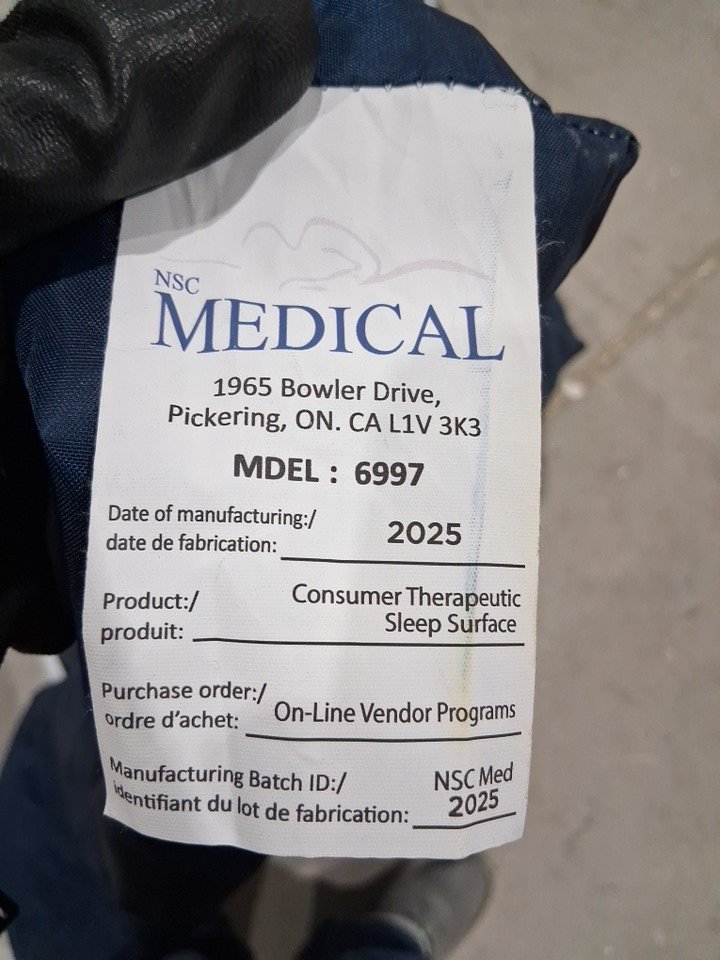 NSC
MEDICAL
1965 Bowler Drive,
Pickering, ON. CA L1V 3K3
MDEL : 6997
Date of manufacturing:/
date de fabrication:
2025
Product:/
produit:
Consumer Therapeutic
Sleep Surface
Purchase order:/
ordre d'achet:
On-Line Vendor Programs
Manufacturing Batch ID:/
identifiant du lot de fabrication:
NSC Med
2025